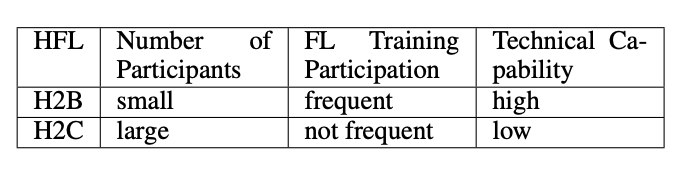 HFL Number of FL Training Technical Ca-
Participants Participation pability
H2B small frequent high
H2C large not frequent low